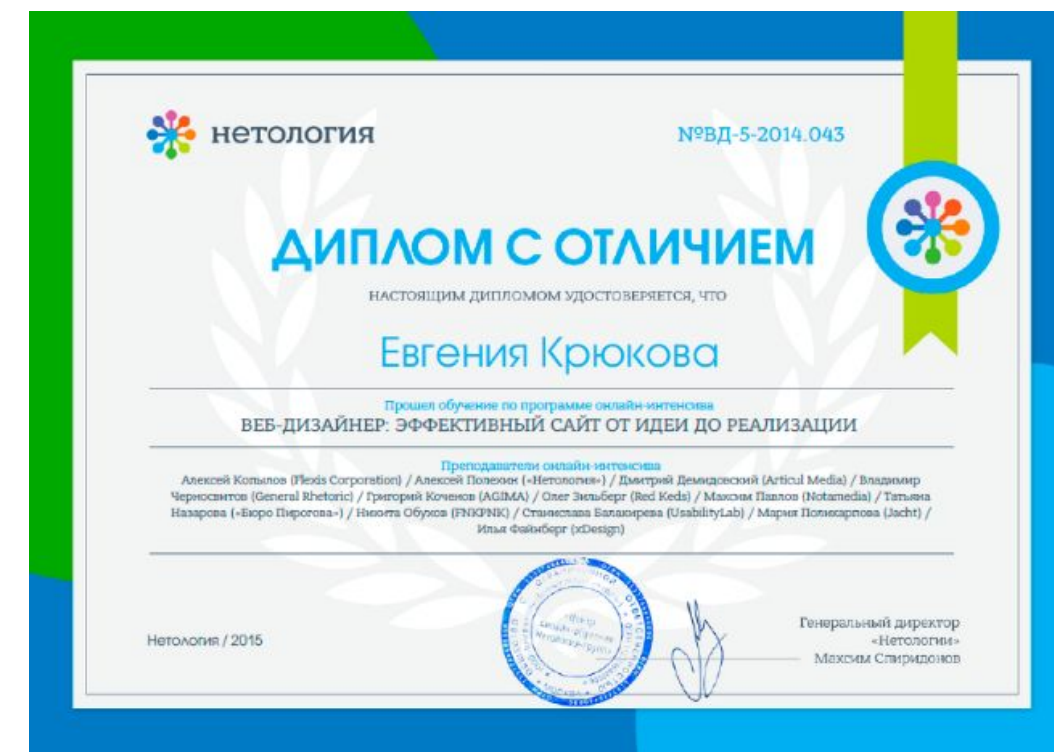 нетология
№ВД-5-2014.043
ДИПЛОМ С ОТЛИЧИЕМ
НАСТОЯЩИМ ДИПЛОМОМ УДОСТОВЕРЯЕТСЯ, ЧТО
Евгения Крюкова
Прошел обучение по программе онлайн-интенсива
ВЕБ-ДИЗАЙНЕР: ЭФФЕКТИВНЫЙ САЙТ ОТ ИДЕИ ДО РЕАЛИЗАЦИИ
Преподаватели онлайн-интенсива
Алексей Копылов (Flexis Corporation) / Алексей Полехин («Нетология») / Дмитрий Демидовский (Articul Media) / Владимир
Черносвитов (General Rhetoric) / Григорий Коченов (AGIMA) / Олег Зильберг (Red Keds) / Максим Павлов (Notamedia) / Татьяна
Назарова («Бюро Пирогова») / Никита Обухов (FNKPNK) / Станислава Балакирева (UsabilityLab) / Мария Поликарпова (Jacht) /
Илья Файнберг (xDesign)
Нетология / 2015
Генеральный директор
«Нетологии»
Максим Спиридонов